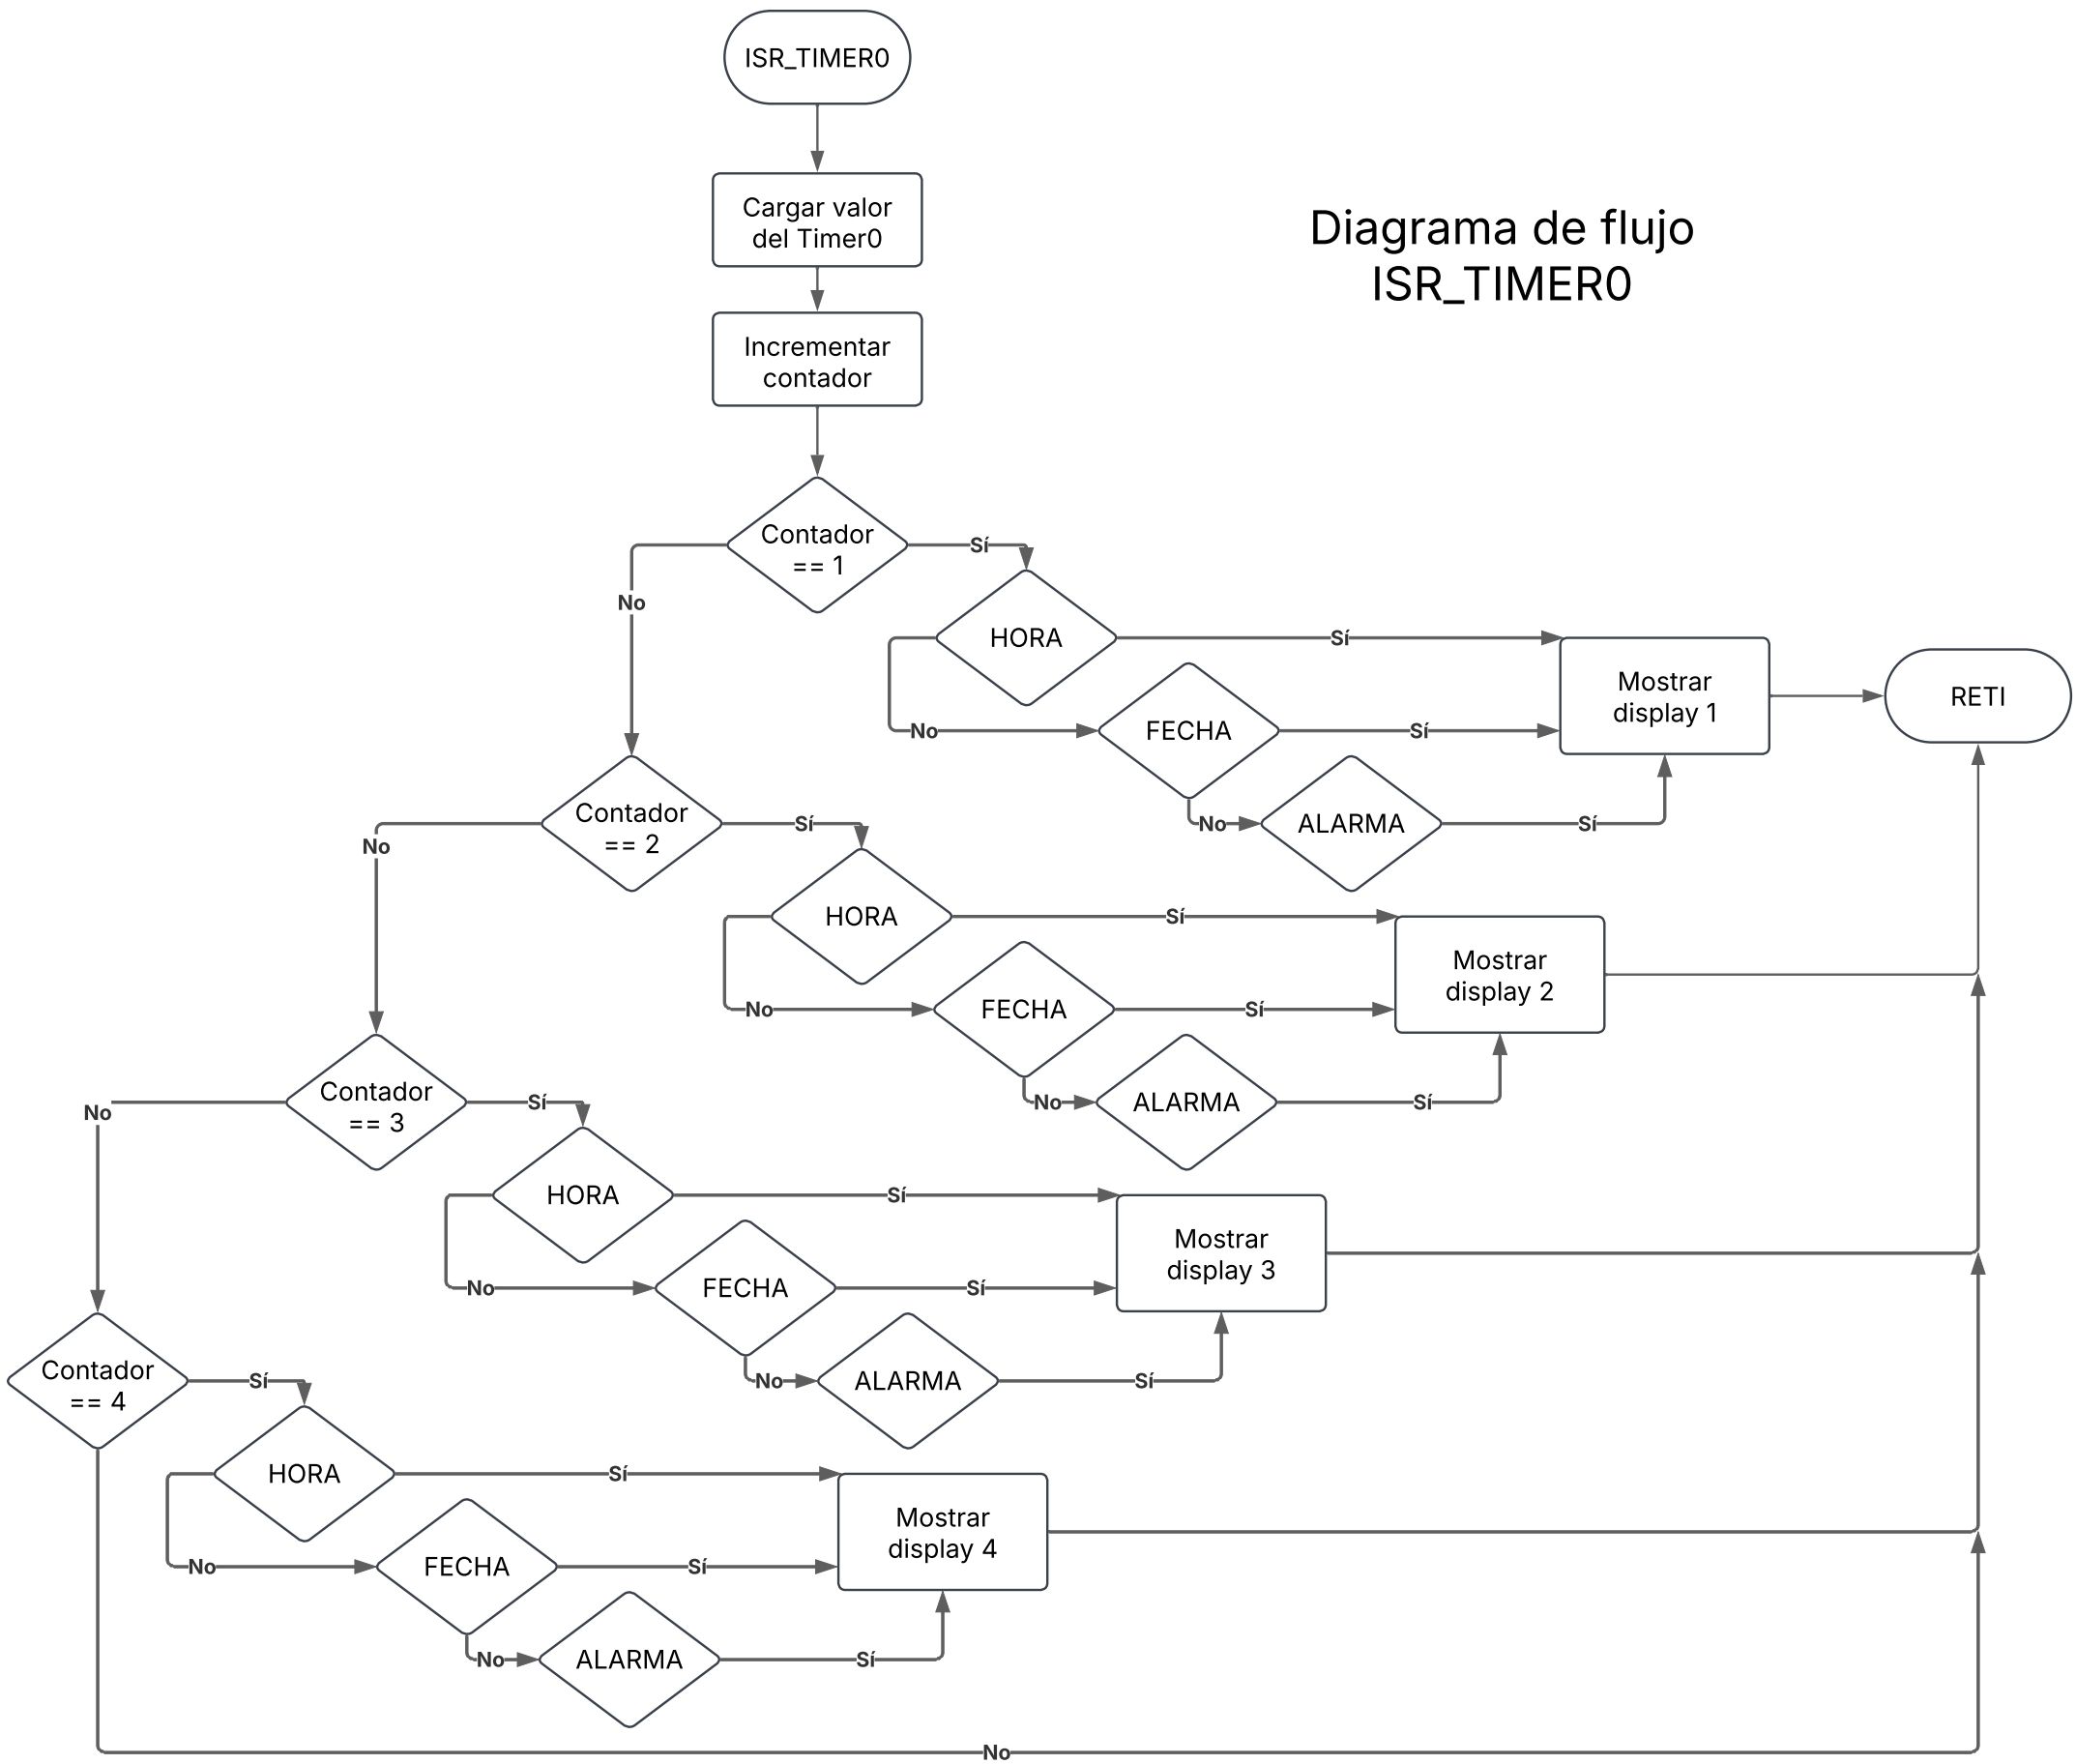 ISR_TIMER0
Cargar valor
del Timer0
Diagrama de flujo
ISR_TIMER0
Incrementar
contador
Contador
== 1
Sí
No
HORA
Sí
Mostrar
display 1
RETI
No
FECHA
Sí
No
ALARMA
Sí
Contador
== 2
Sí
No
HORA
Sí
Mostrar
display 2
No
FECHA
Sí
No
ALARMA
Sí
Contador
== 3
Sí
No
HORA
Sí
Mostrar
display 3
No
FECHA
Sí
No
ALARMA
Sí
Contador
== 4
Sí
HORA
Sí
Mostrar
display 4
No
FECHA
Sí
No
ALARMA
Sí
No